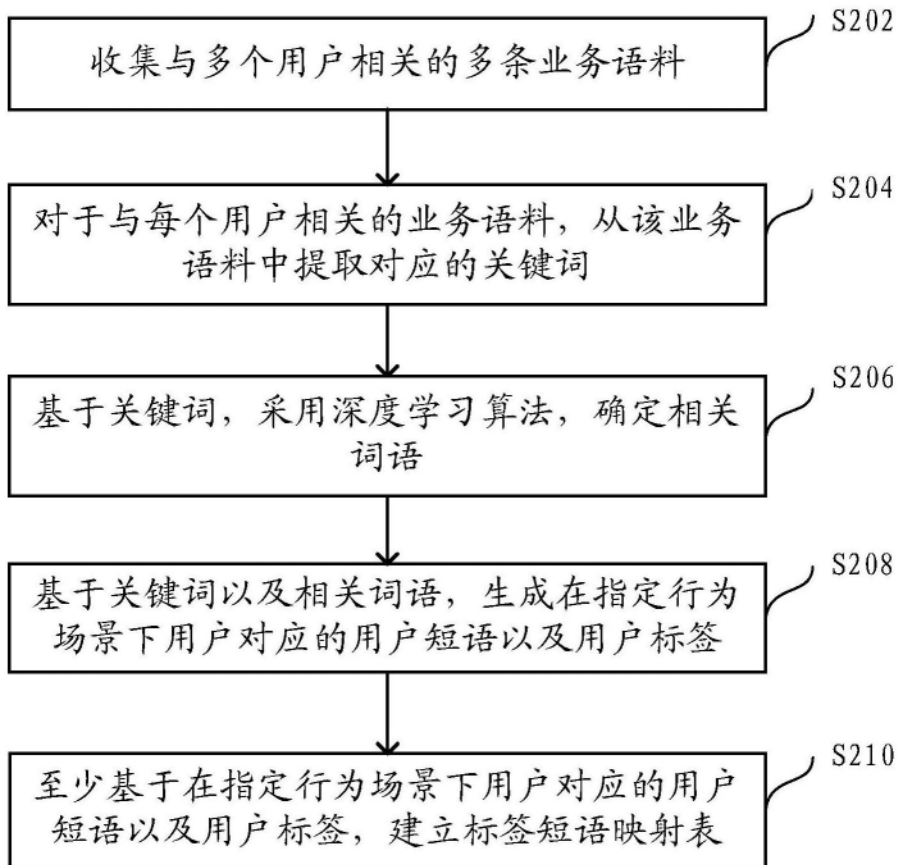 S202
收集与多个用户相关的多条业务语料
S204
对于与每个用户相关的业务语料，从该业务
语料中提取对应的关键词
S206
基于关键词，采用深度学习算法，确定相关
词语
S208
基于关键词以及相关词语，生成在指定行为
场景下用户对应的用户短语以及用户标签
S210
至少基于在指定行为场景下用户对应的用户
短语以及用户标签，建立标签短语映射表